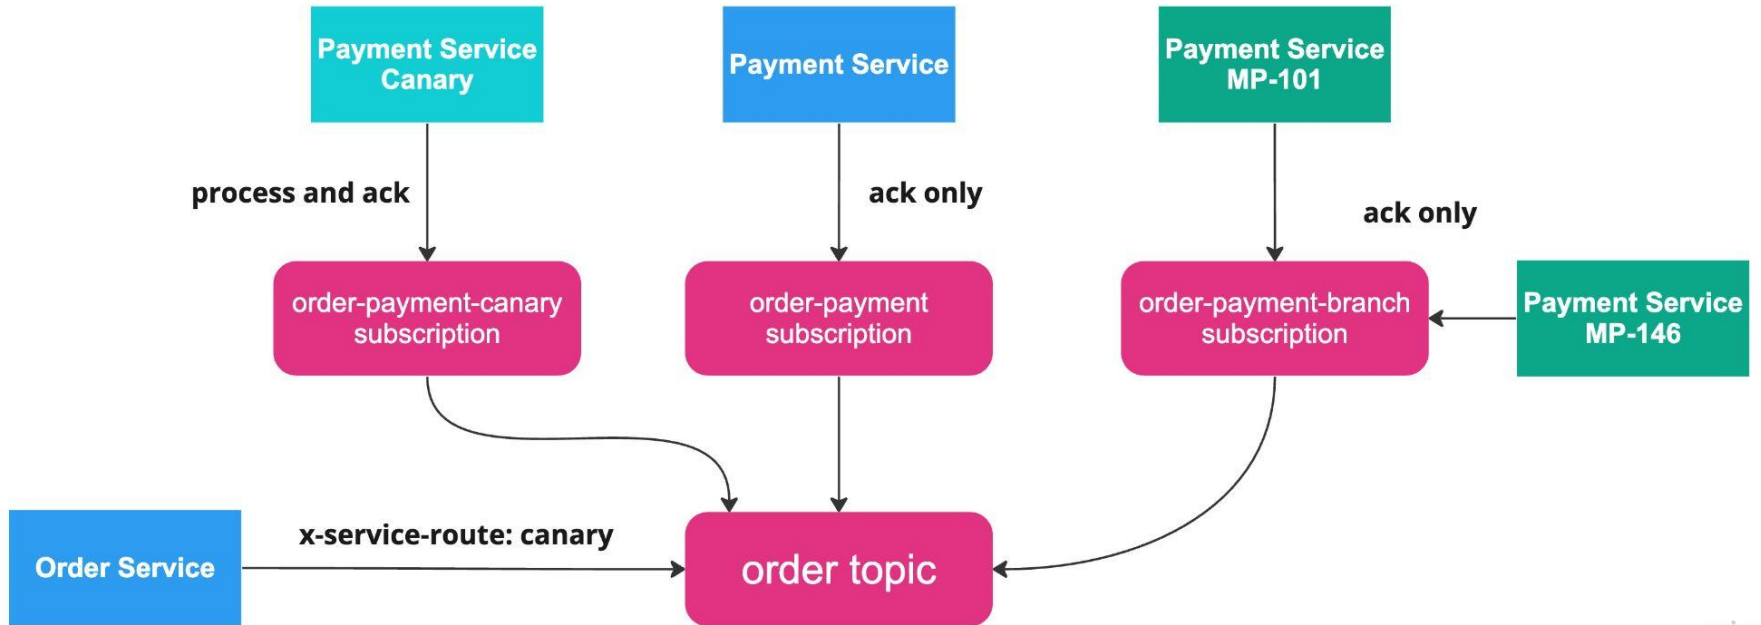 Payment Service
Canary
Payment Service
Payment Service
MP-101
process and ack
ack only
ack only
order-payment-canary
subscription
order-payment
subscription
order-payment-branch
subscription
Payment Service
MP-146
x-service-route: canary
Order Service
order topic